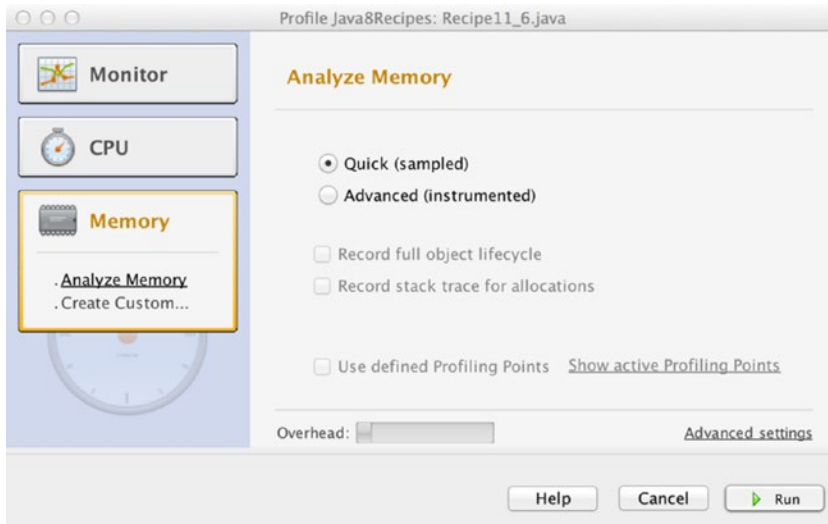 Profile Java8Recipes: Recipe11_6.java
Monitor
CPU
Memory
. Analyze Memory
. Create Custom...
Analyze Memory
Quick (sampled)
Advanced (instrumented)
Record full object lifecycle
Record stack trace for allocations
Use defined Profiling Points Show active Profiling Points
Overhead: Advanced settings
Help Cancel Run